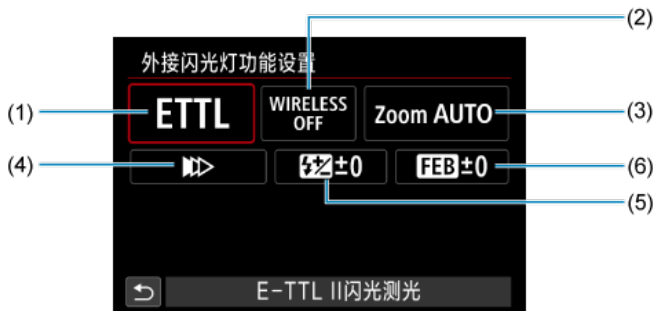 (2)
外接闪光灯功能设置
(1)
ETTL
WIRELESS
OFF
Zoom AUTO
(3)
(4)
±0
FEB±0
(6)
(5)
E-TTL II闪光测光